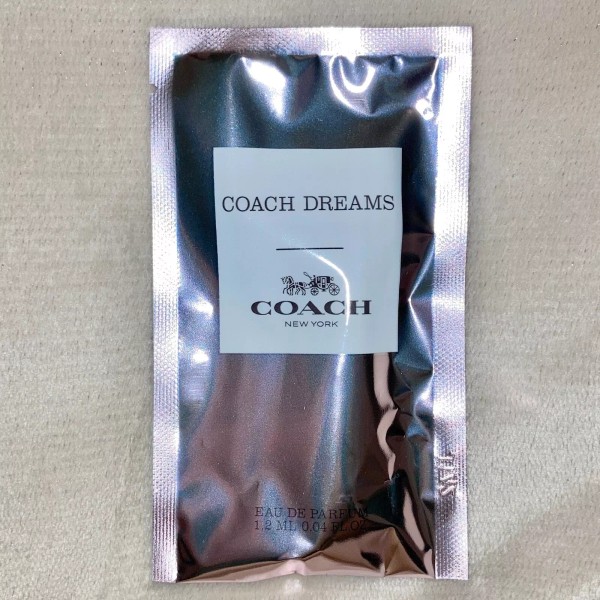 COACH DREAMS
COACH
NEW YORK
EAU DE PARFUM
1,2 ML 0.04 FL OZ